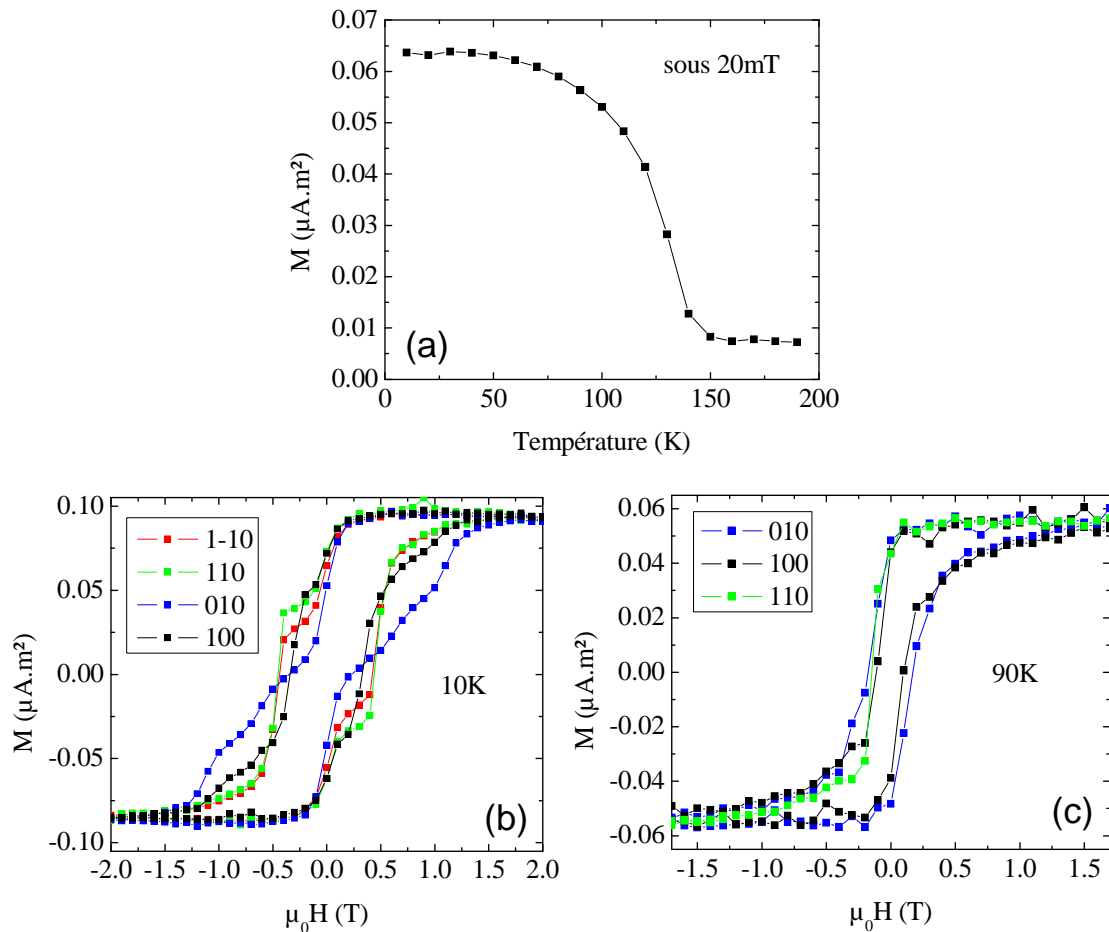 0.07
0.06
0.05
0.04
0.03
0.02
0.01
0.00
M (µA.m²)
sous 20mT
(a)
0 50 100 150 200
Température (K)
0.10
0.05
0.00
-0.05
-0.10
M (µA.m²)
1-10
110
010
100
10K
(b)
-2.0 -1.5 -1.0 -0.5 0.0 0.5 1.0 1.5 2.0
µ₀H (T)
0.06
0.04
0.02
0.00
-0.02
-0.04
-0.06
M (µA.m²)
010
100
110
90K
(c)
-1.5 -1.0 -0.5 0.0 0.5 1.0 1.5
µ₀H (T)